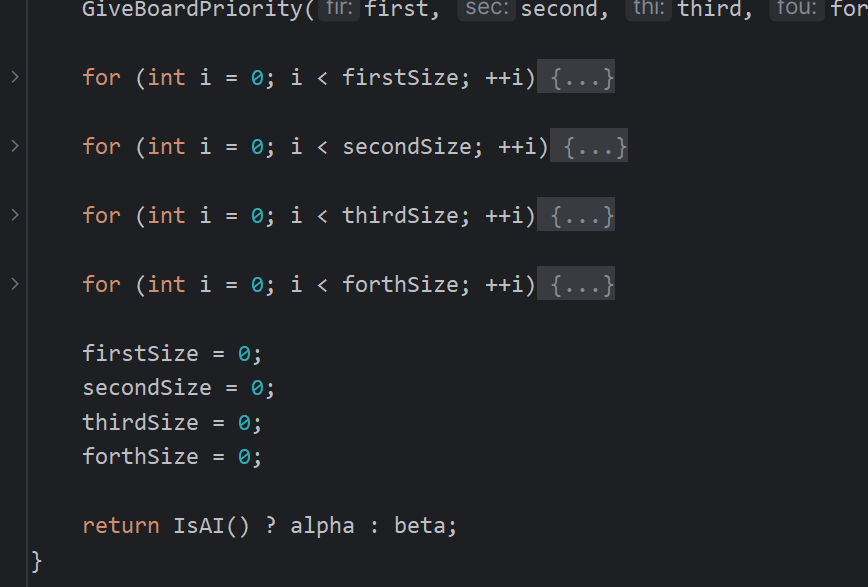 GiveBoardPriority( fir: first, sec: second, thi: third, fou: for
for (int i = 0; i < firstSize; ++i) {...}
for (int i = 0; i < secondSize; ++i) {...}
for (int i = 0; i < thirdSize; ++i) {...}
for (int i = 0; i < forthSize; ++i) {...}
firstSize = 0;
secondSize = 0;
thirdSize = 0;
forthSize = 0;
return IsAI() ? alpha : beta;
}